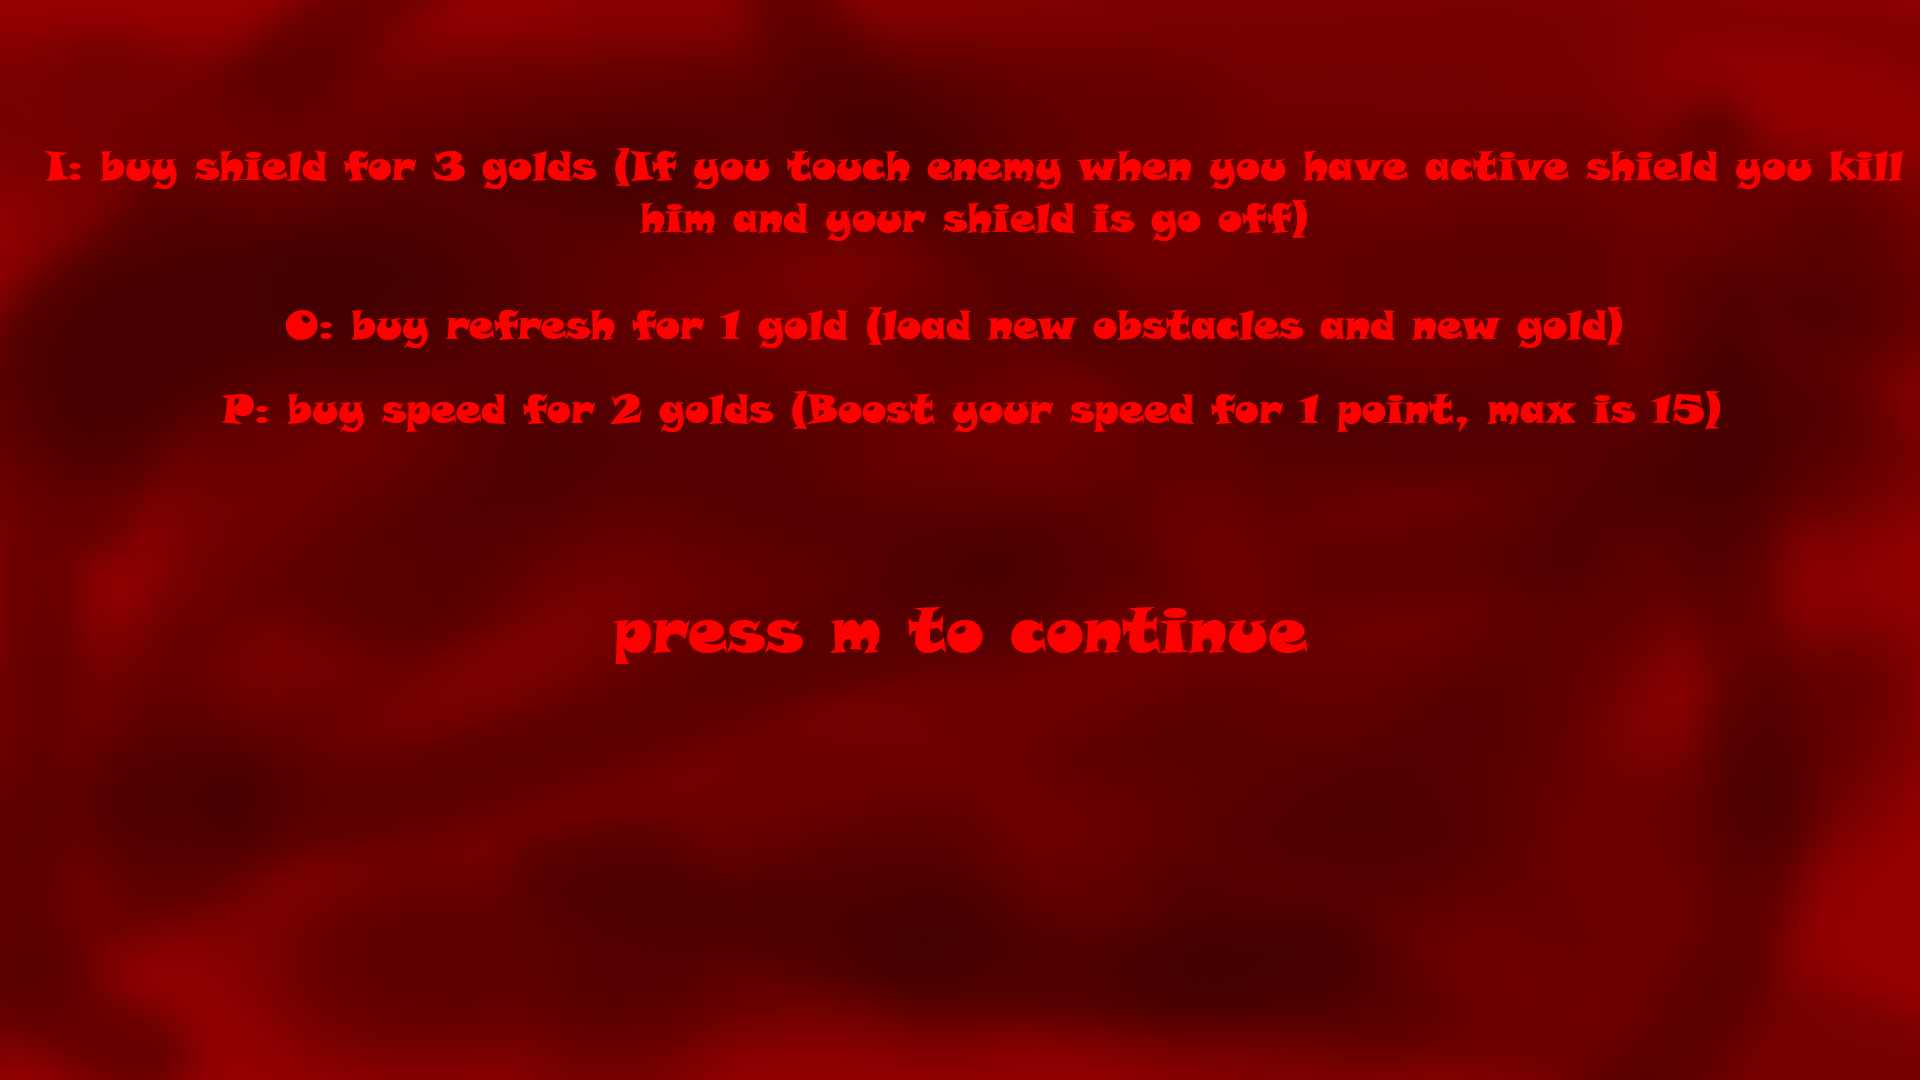 I: buy shield for 3 golds (If you touch enemy when you have active shield you kill
him and your shield is go off)
O: buy refresh for 1 gold (load new obstacles and new gold)
P: buy speed for 2 golds (Boost your speed for 1 point, max is 15)
press m to continue